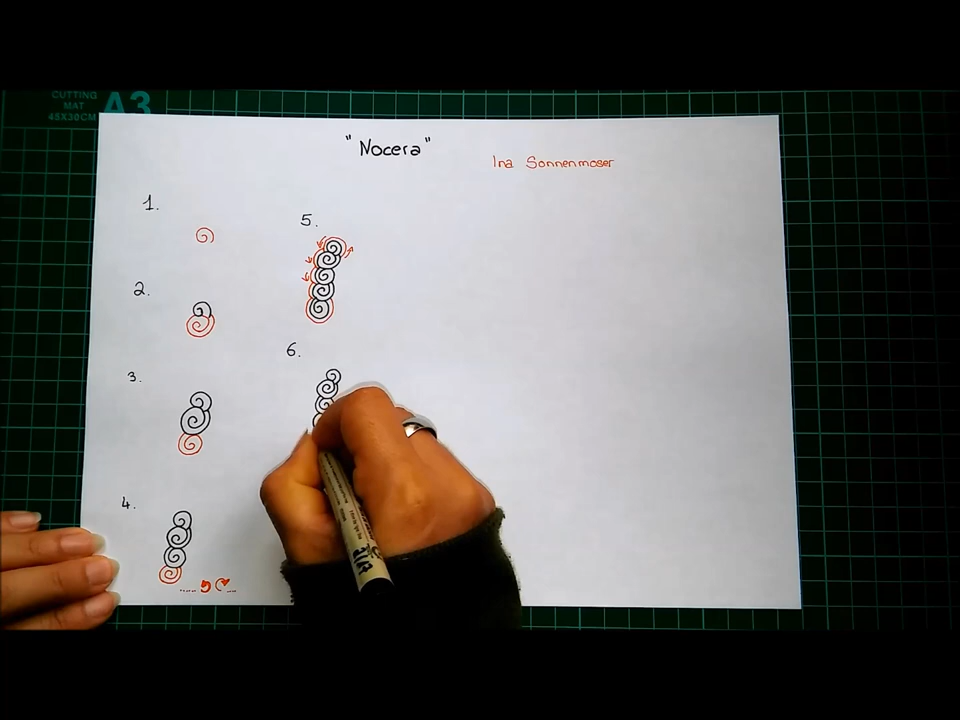 CUTTING
MAT
45X30CM
A3
"Nocera"
Ina Sonnenmoser
1.
2.
3.
4.
5.
6.